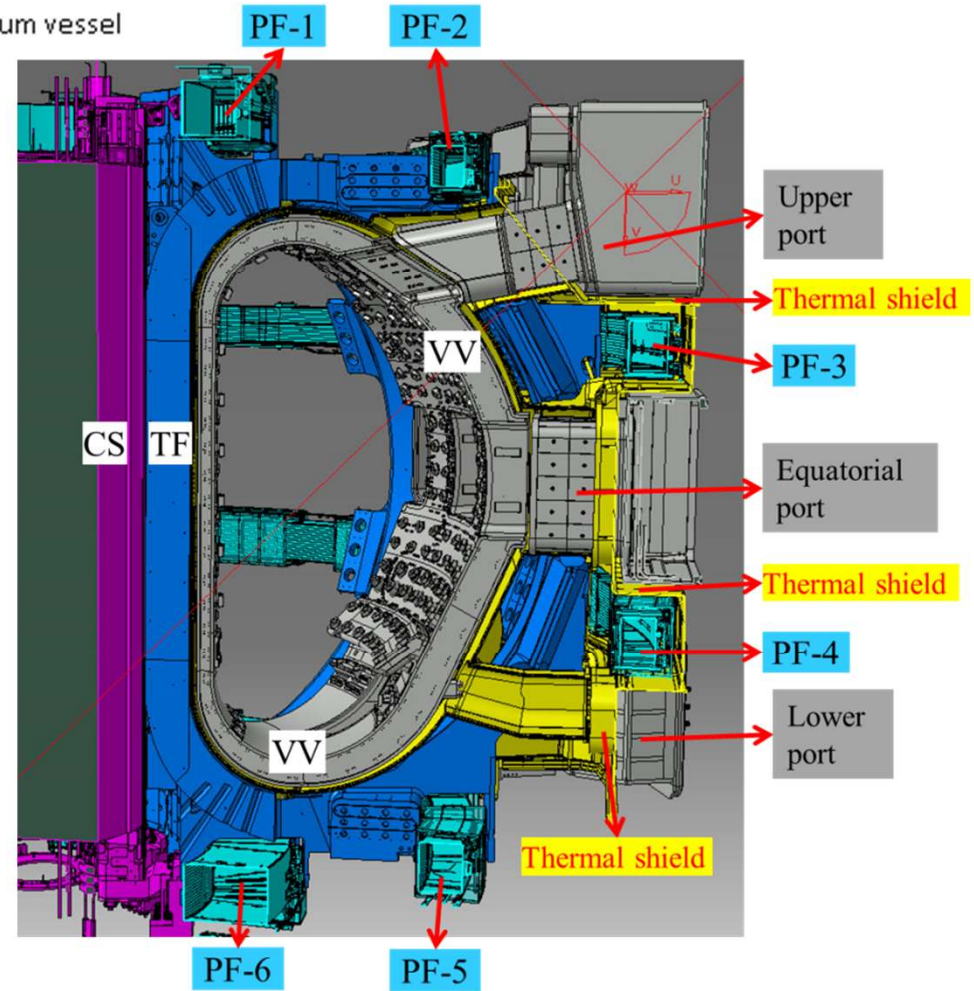 um vessel
PF-1
PF-2
U
W
V
Upper
port
Thermal shield
PF-3
VV
CS
TF
Equatorial
port
Thermal shield
PF-4
Lower
port
VV
Thermal shield
PF-6
PF-5